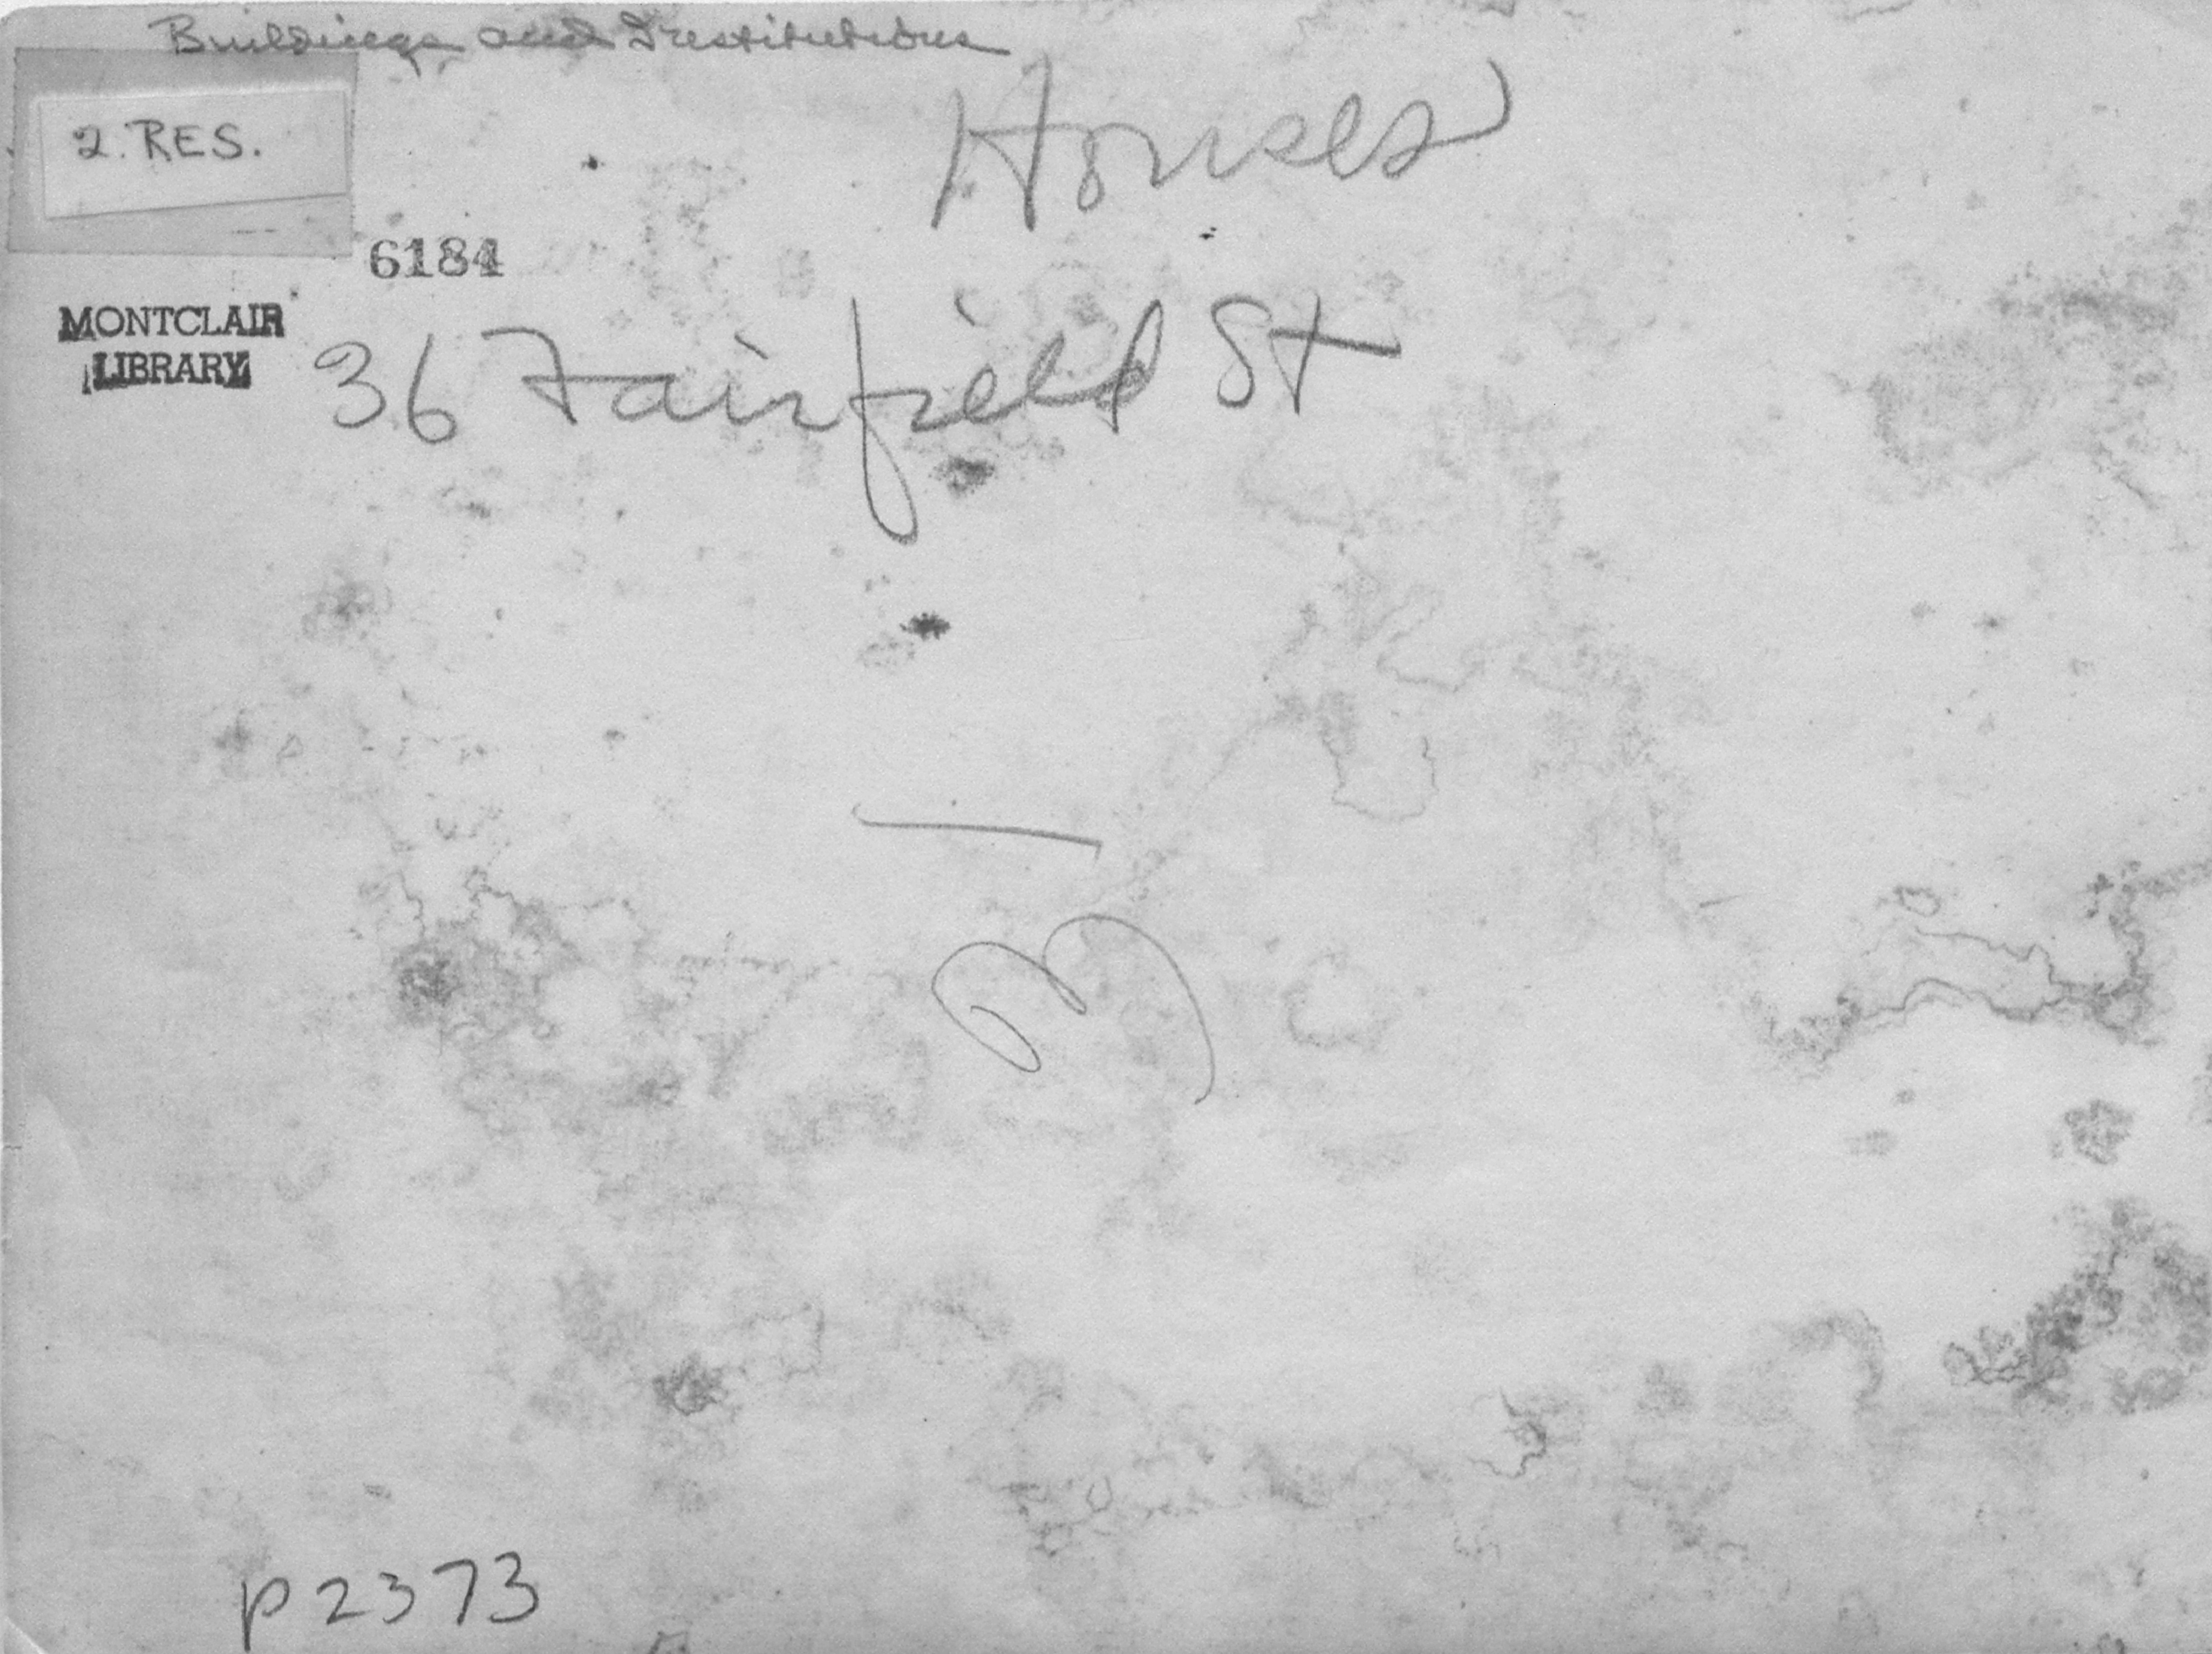 Buildings and Institutions
2. RES.
Houses
6184
MONTCLAIR
LIBRARY
36 Fairfield St
p2373